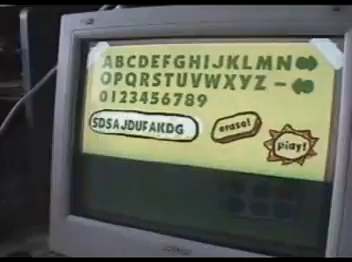 ABCDEFGHIJKLMN
OPQRSTUVWXYZ -
0123456789
SDSAJDUFAKDG
erase!
play!